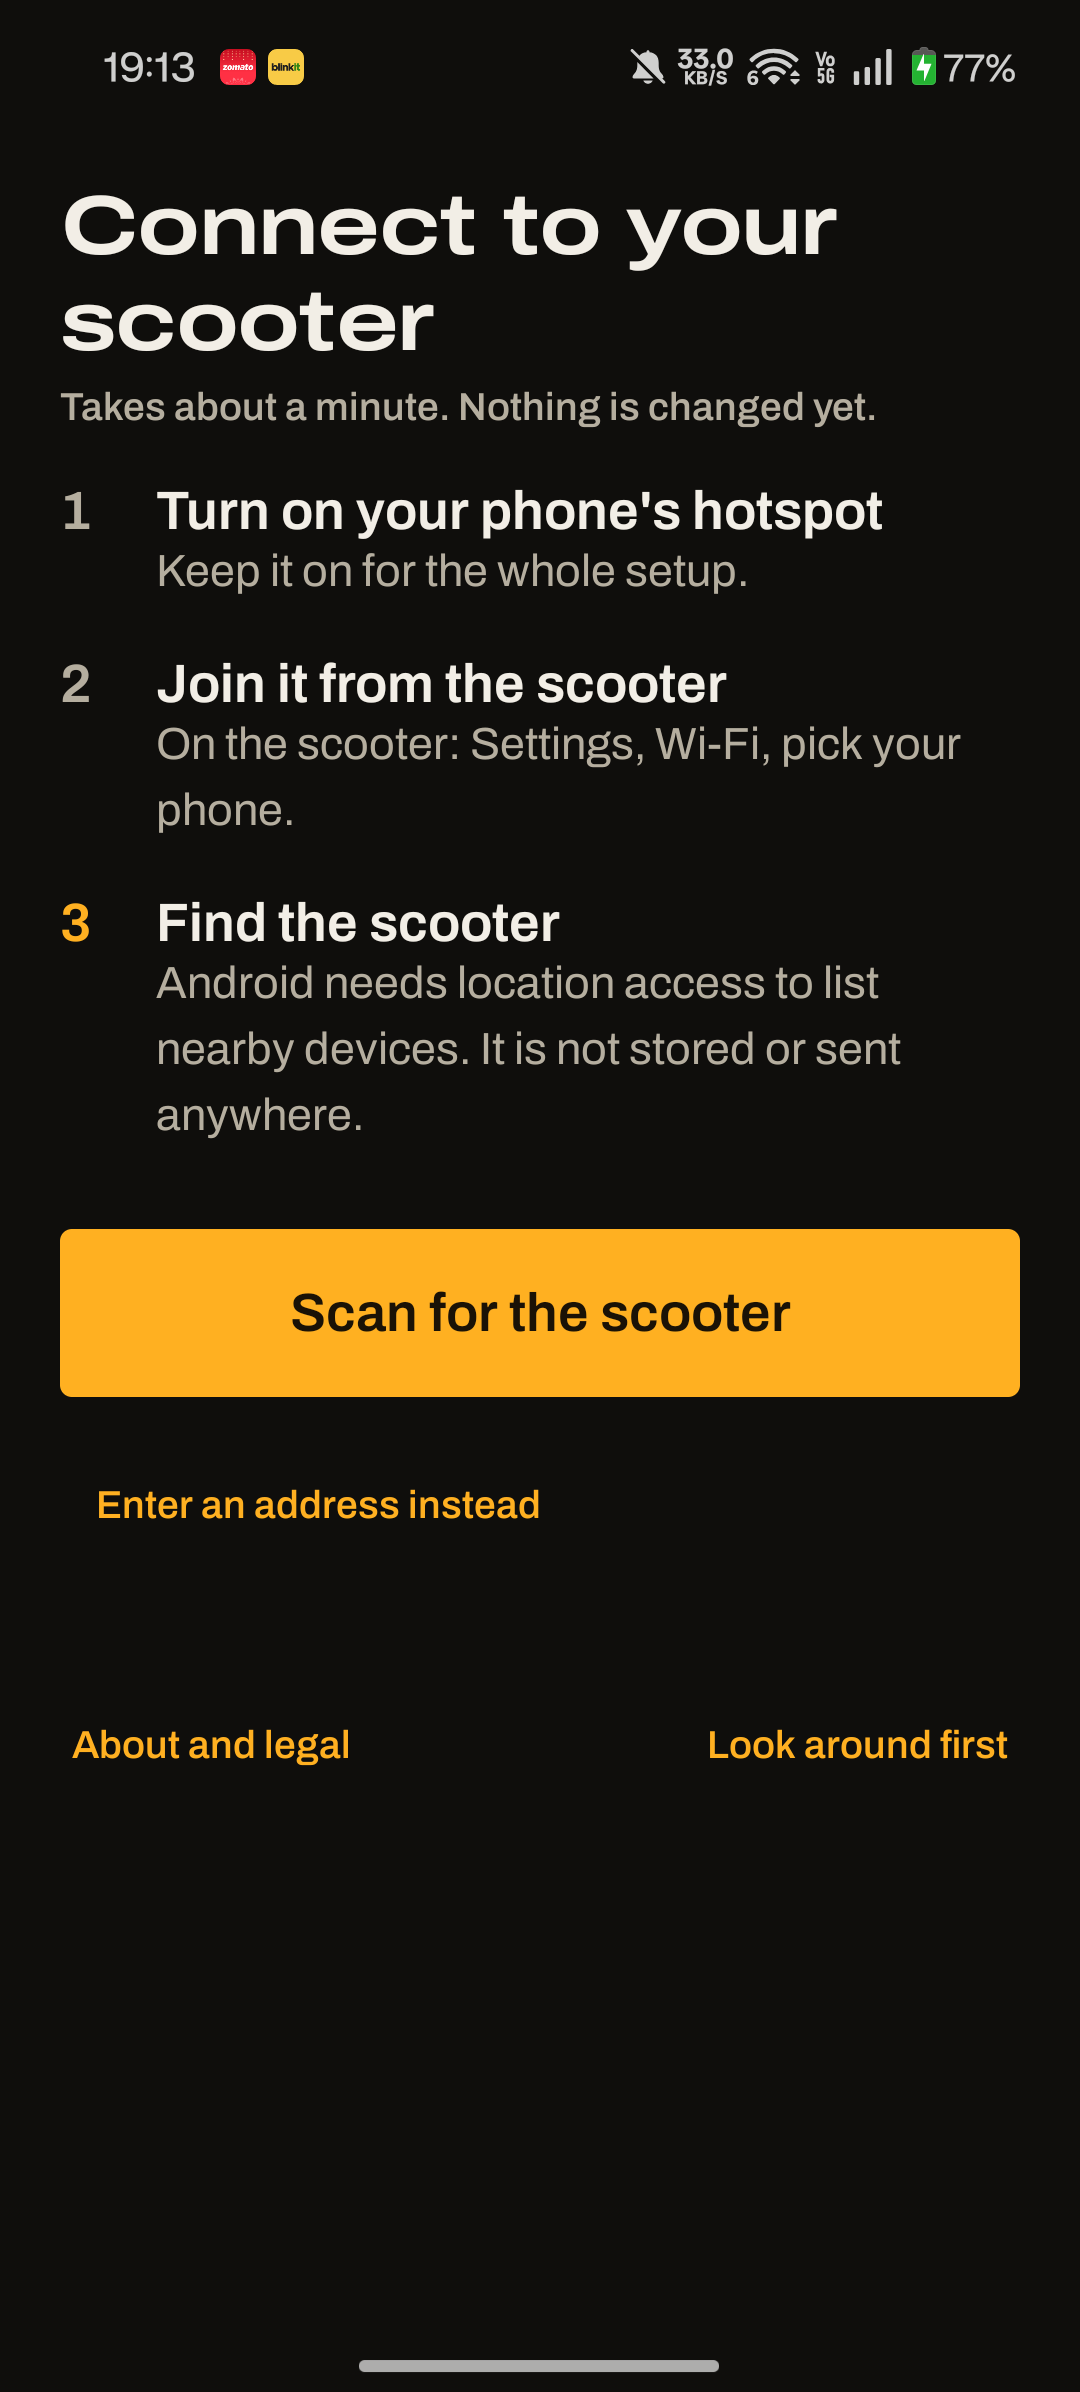 19:13 zomato blinkit 33.0 KB/S 6 Vo 5G 77%
Connect to your
scooter
Takes about a minute. Nothing is changed yet.
1 Turn on your phone's hotspot
Keep it on for the whole setup.
2 Join it from the scooter
On the scooter: Settings, Wi-Fi, pick your
phone.
3 Find the scooter
Android needs location access to list
nearby devices. It is not stored or sent
anywhere.
Scan for the scooter
Enter an address instead
About and legal Look around first